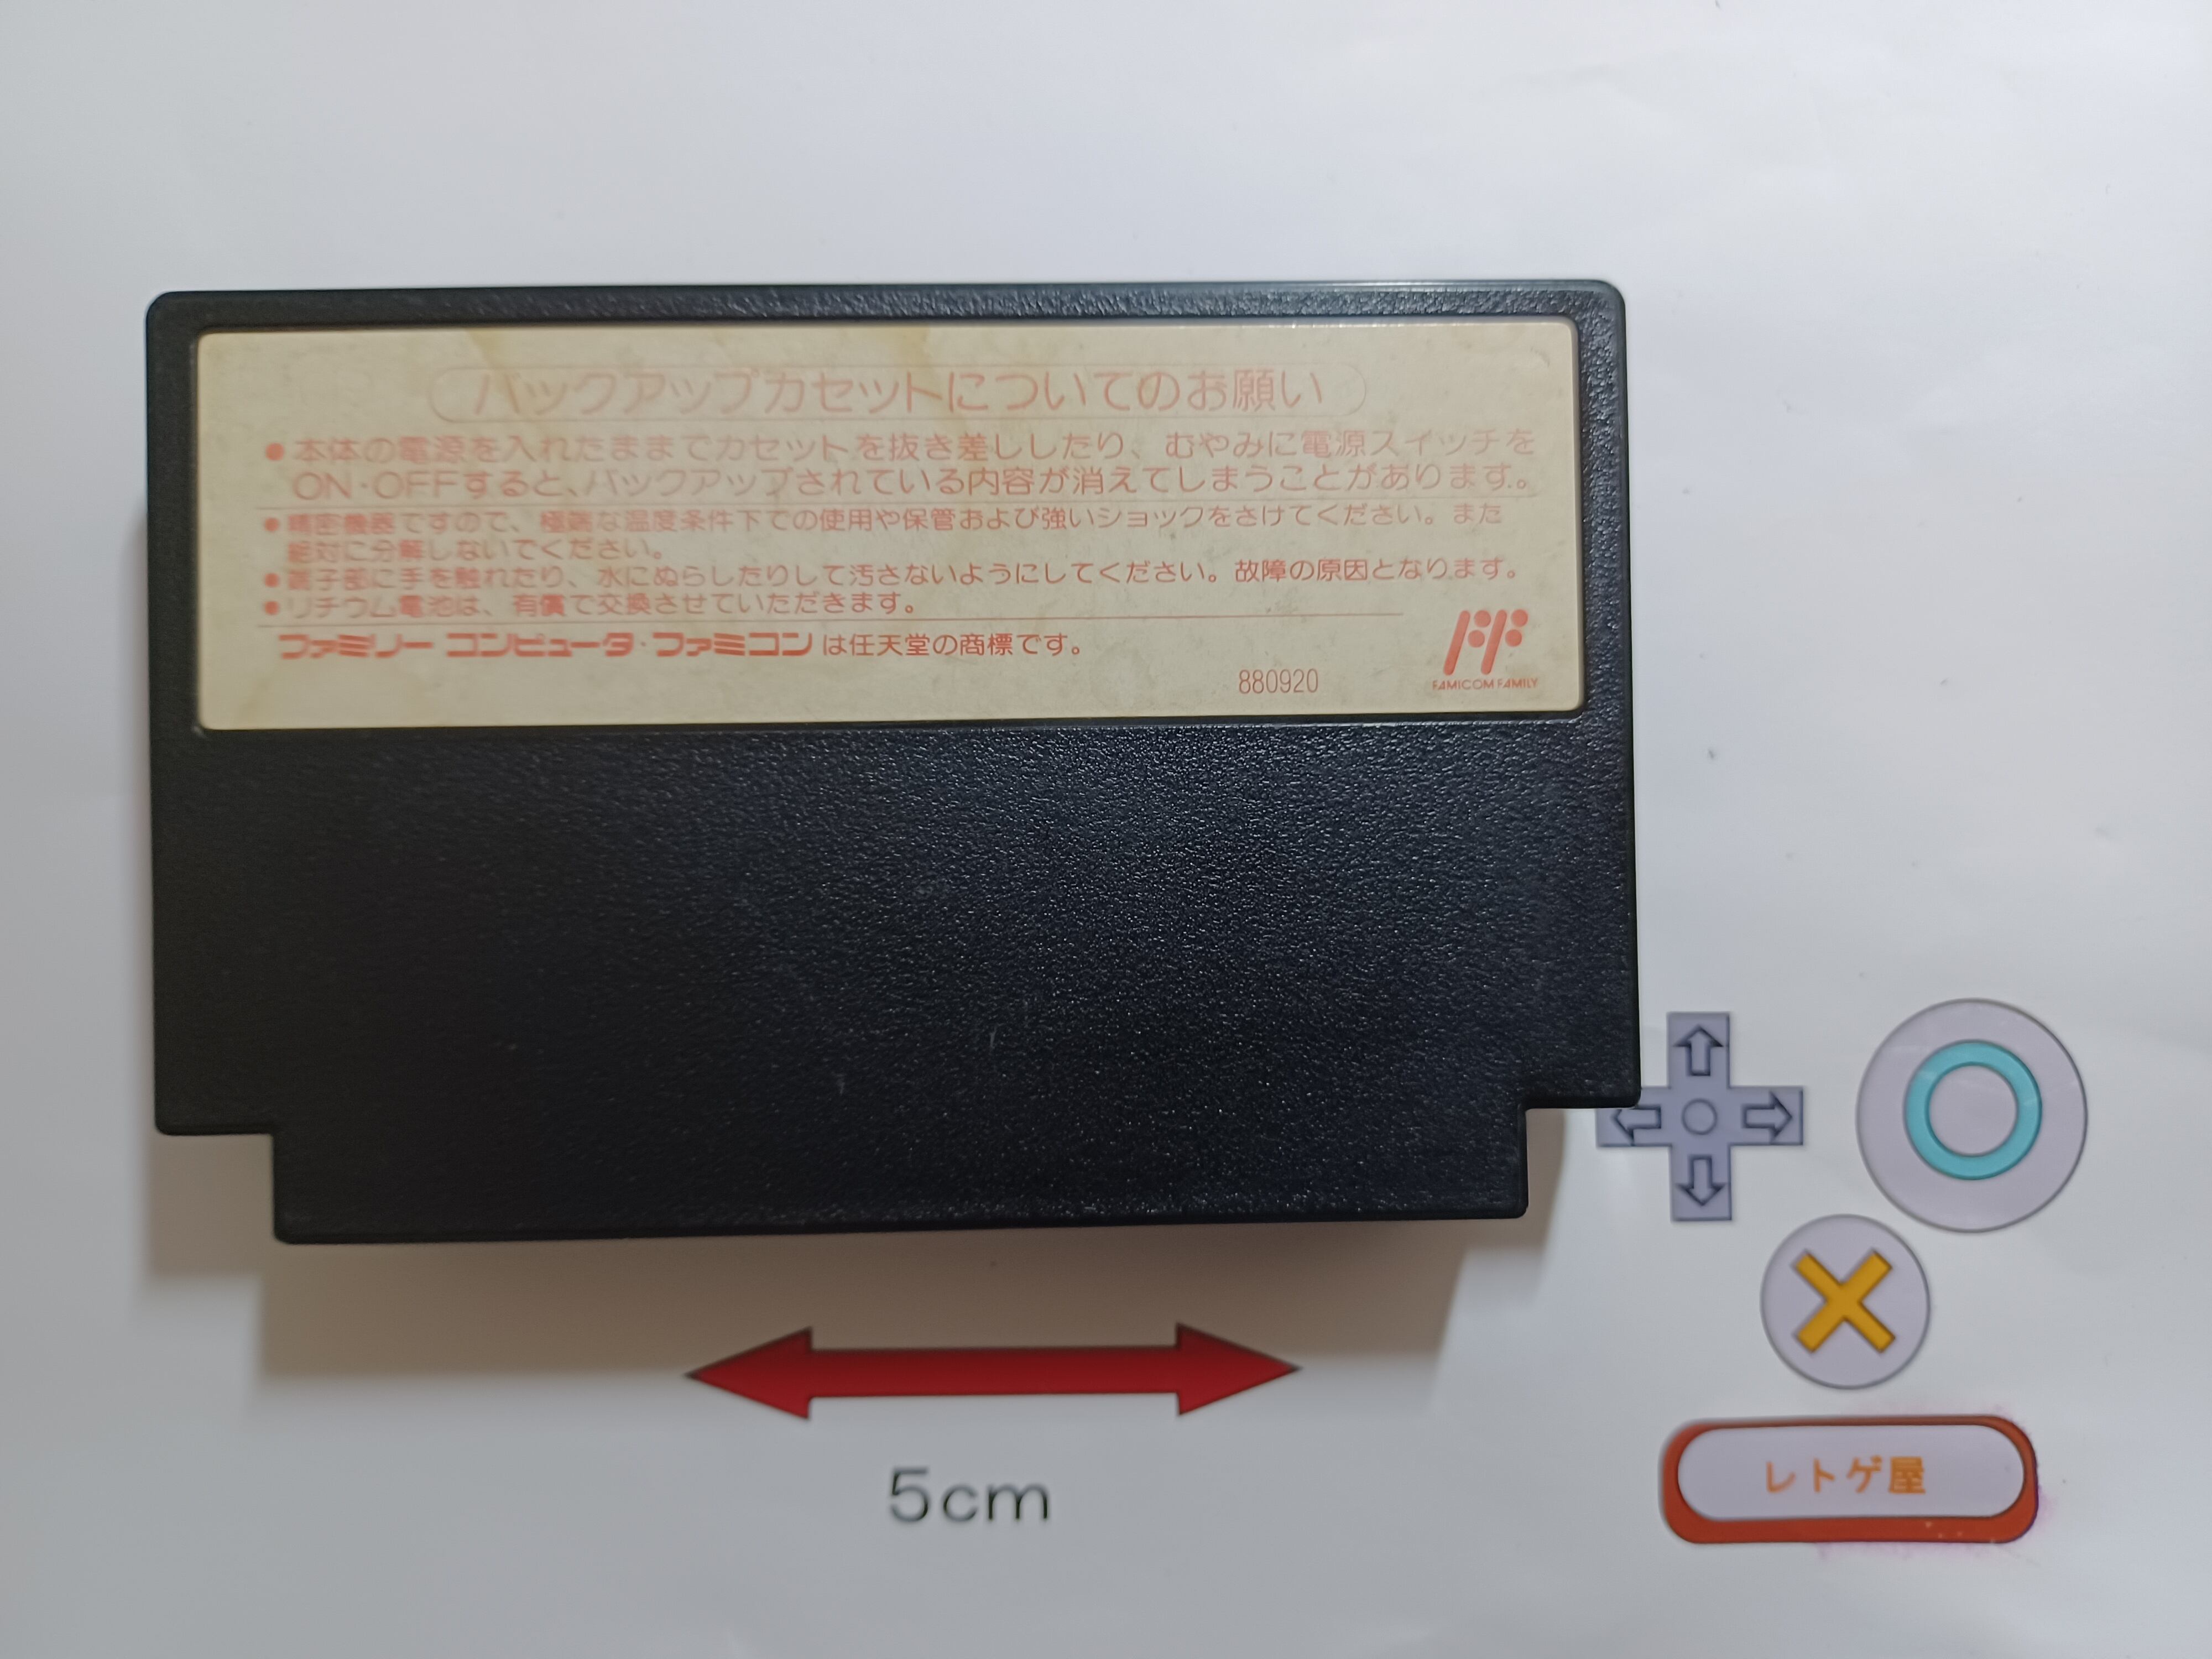 バックアップカセットについてのお願い
●本体の電源を入れたままでカセットを抜き差ししたり、むやみに電源スイッチを
ON・OFFすると、バックアップされている内容が消えてしまうことがあります。
●精密機器ですので、極端な温度条件下での使用や保管および強いショックをさけてください。また
絶対に分解しないでください。
●端子部に手を触れたり、水にぬらしたりして汚さないようにしてください。故障の原因となります。
●リチウム電池は、有償で交換させていただきます。
ファミリーコンピュータ・ファミコンは任天堂の商標です。
880920
FAMICOM FAMILY
5cm
レトゲ屋